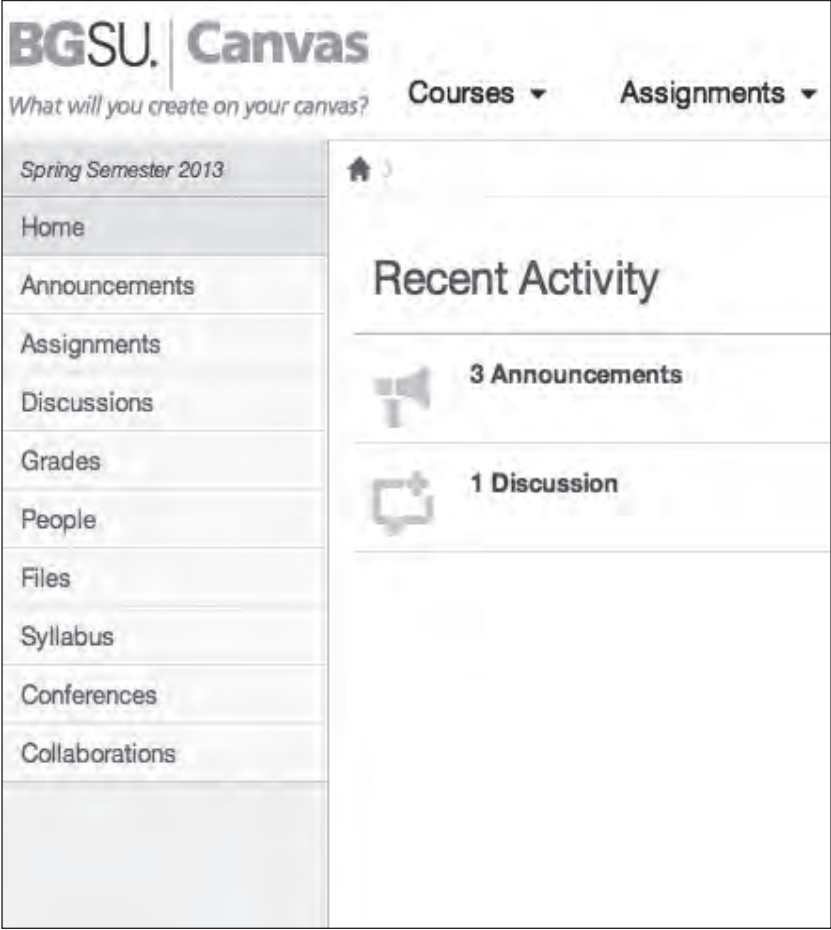 BGSU. Canvas
What will you create on your canvas?
Courses Assignments
Spring Semester 2013
Home
Announcements
Assignments
Discussions
Grades
People
Files
Syllabus
Conferences
Collaborations
Recent Activity
3 Announcements
1 Discussion